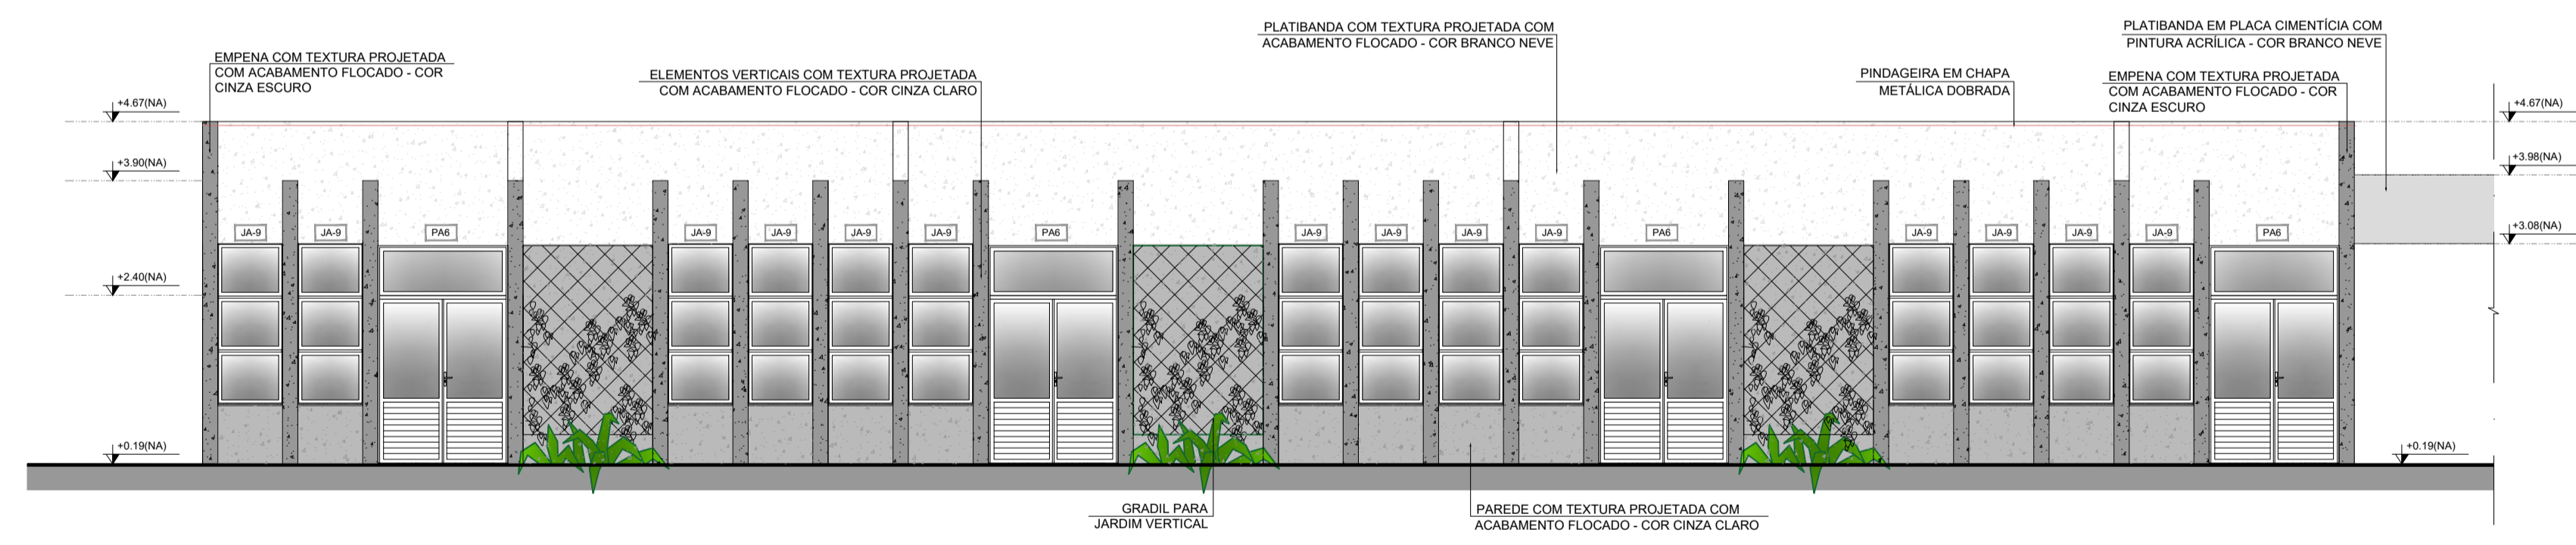 PLATIBANDA COM TEXTURA PROJETADA COM
ACABAMENTO FLOCADO - COR BRANCO NEVE
PLATIBANDA EM PLACA CIMENTÍCIA COM
PINTURA ACRÍLICA - COR BRANCO NEVE
EMPENA COM TEXTURA PROJETADA
COM ACABAMENTO FLOCADO - COR
CINZA ESCURO
ELEMENTOS VERTICAIS COM TEXTURA PROJETADA
COM ACABAMENTO FLOCADO - COR CINZA CLARO
PINDAGEIRA EM CHAPA
METÁLICA DOBRADA
EMPENA COM TEXTURA PROJETADA
COM ACABAMENTO FLOCADO - COR
CINZA ESCURO
+4.67(NA)
+4.67(NA)
+3.90(NA)
+3.98(NA)
JA-9
JA-9
PA6
JA-9
JA-9
JA-9
JA-9
PA6
JA-9
JA-9
JA-9
JA-9
PA6
JA-9
JA-9
JA-9
JA-9
PA6
+3.08(NA)
+2.40(NA)
+0.19(NA)
+0.19(NA)
GRADIL PARA
JARDIM VERTICAL
PAREDE COM TEXTURA PROJETADA COM
ACABAMENTO FLOCADO - COR CINZA CLARO